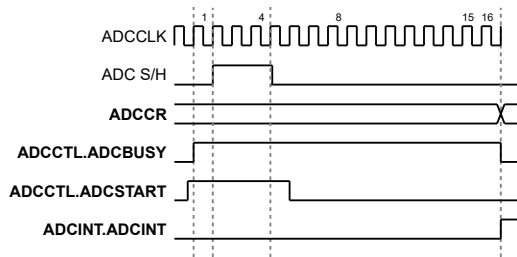 1 4 8 15 16
ADCCLK
ADC S/H
ADCCR
ADCCTL.ADCBUSY
ADCCTL.ADCSTART
ADCINT.ADCINT